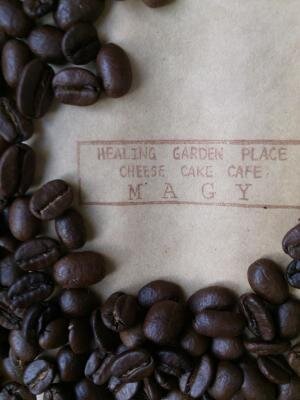 HEALING GARDEN PLACE
CHEESE CAKE CAFE
MAGY